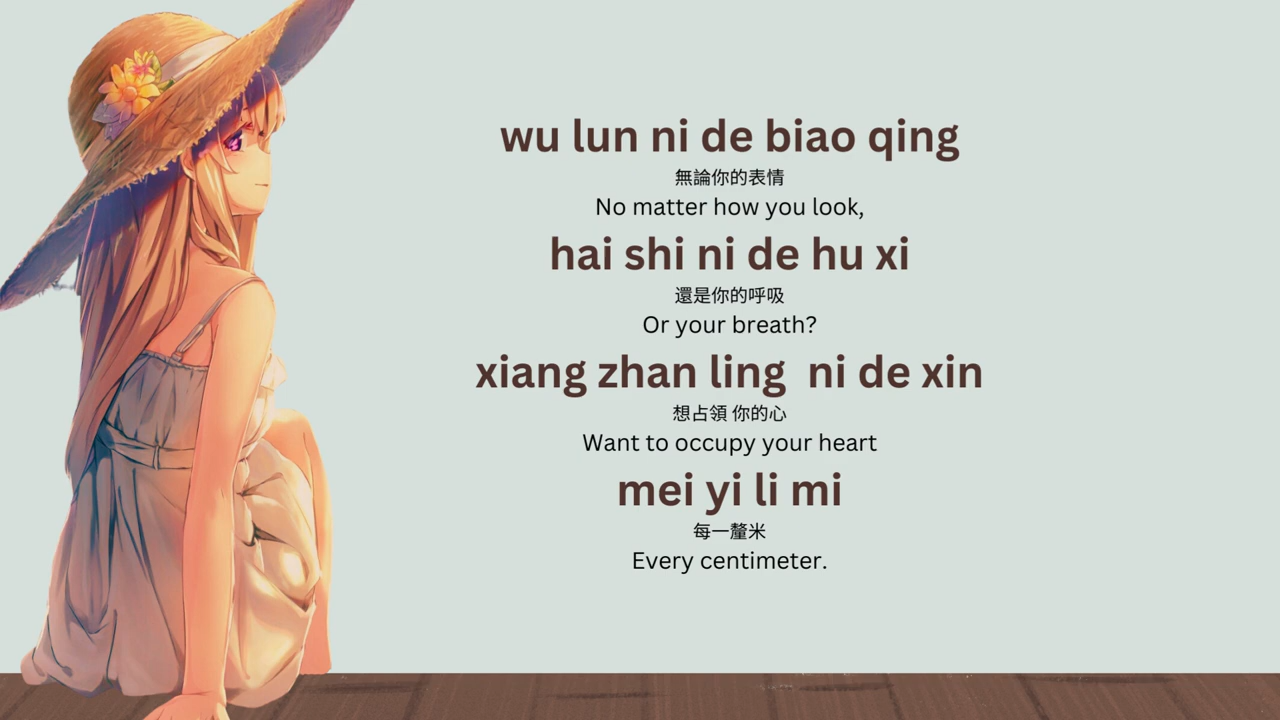 wu lun ni de biao qing
無論你的表情
No matter how you look,
hai shi ni de hu xi
還是你的呼吸
Or your breath?
xiang zhan ling  ni de xin
想占領 你的心
Want to occupy your heart
mei yi li mi
每一釐米
Every centimeter.